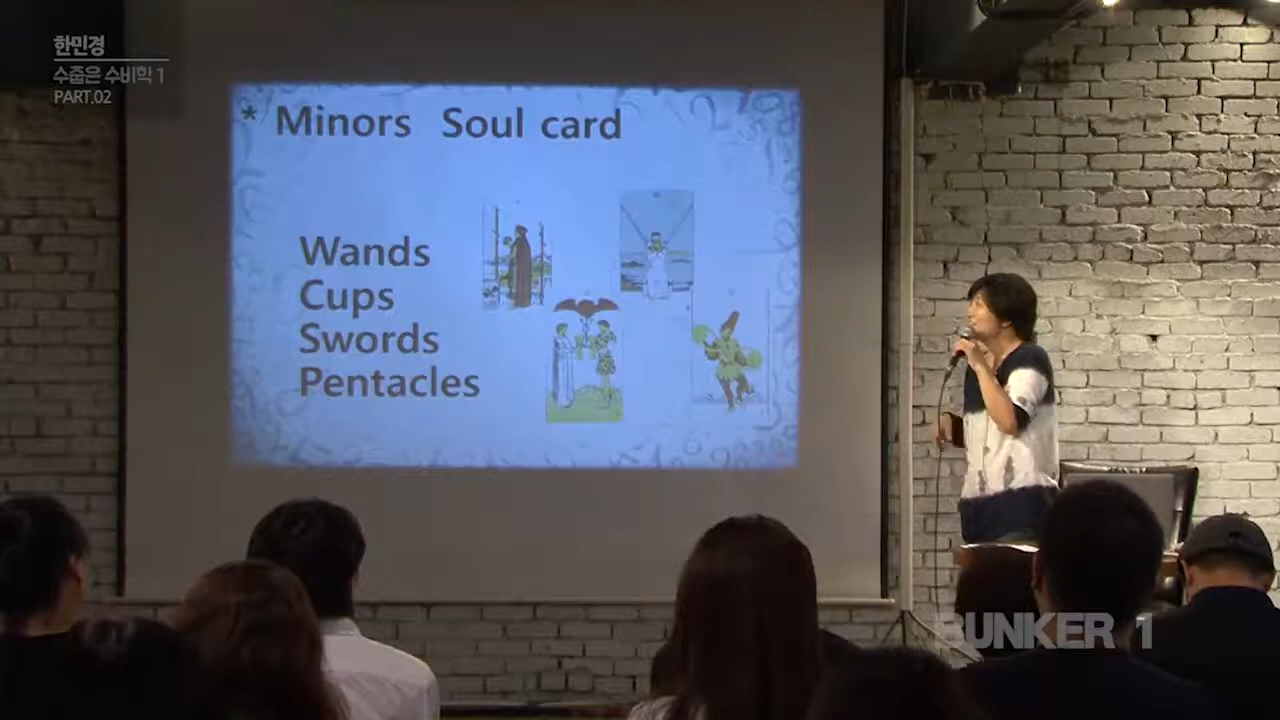 한민경
수줍은 수비학 1
PART.02
* Minors Soul card
Wands
Cups
Swords
Pentacles
BUNKER 1